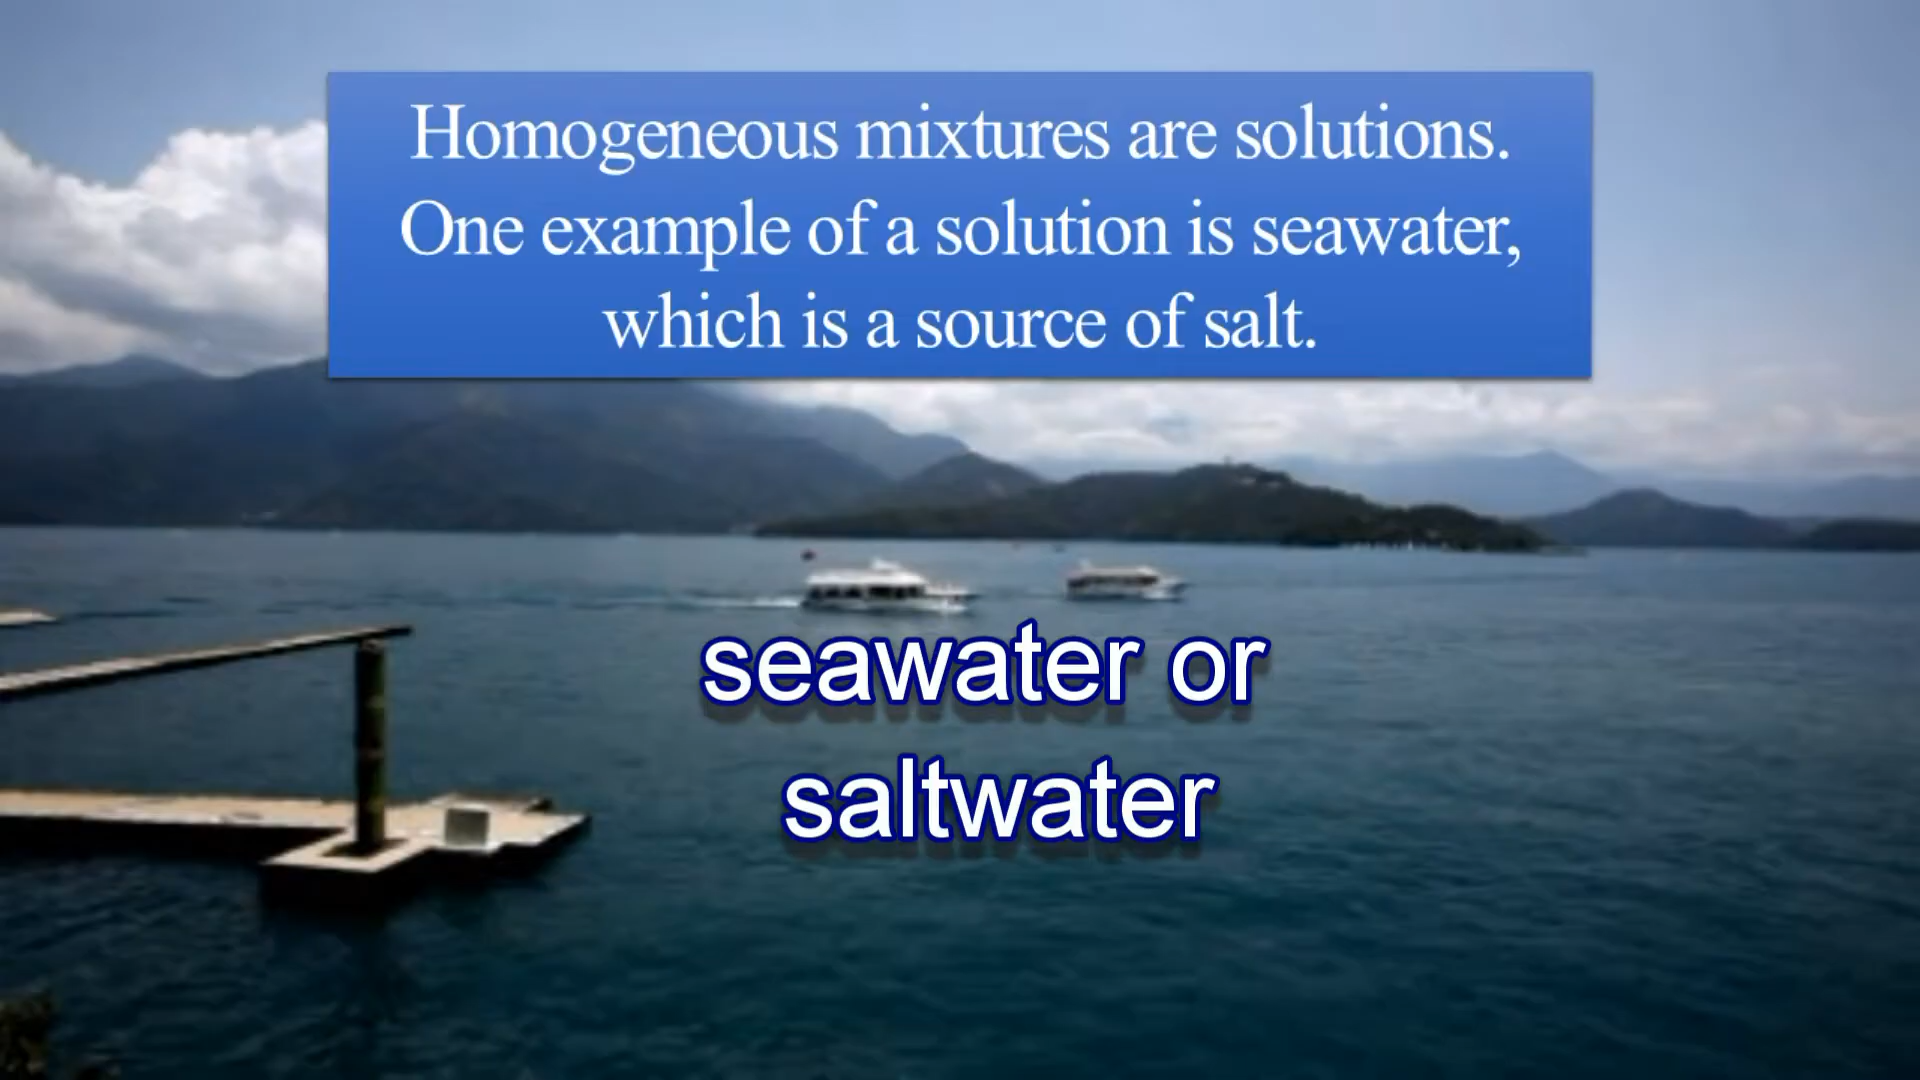 Homogeneous mixtures are solutions.
One example of a solution is seawater,
which is a source of salt.
seawater or
saltwater